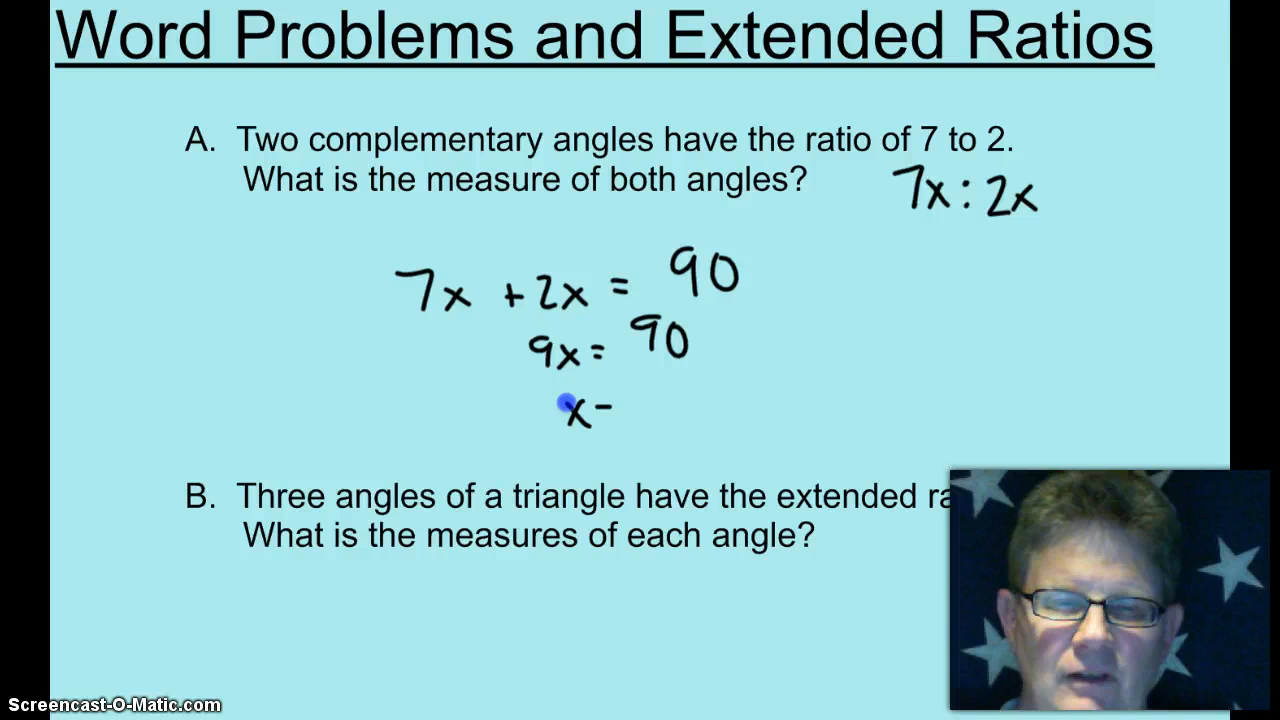 Word Problems and Extended Ratios
A. Two complementary angles have the ratio of 7 to 2.
What is the measure of both angles?
7x : 2x
7x + 2x = 90
9x = 90
x -
B. Three angles of a triangle have the extended
What is the measures of each angle?
Screencast-O-Matic.com